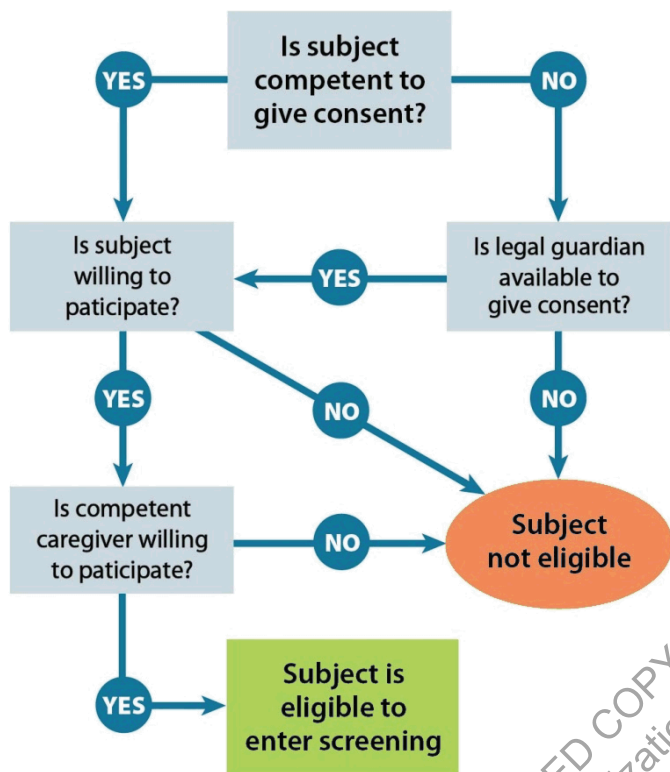 Is subject
competent to
give consent?
YES
NO
Is subject
willing to
paticipate?
YES
Is legal guardian
available to
give consent?
YES
NO
NO
Is competent
caregiver willing
to paticipate?
NO
Subject
not eligible
YES
Subject is
eligible to
enter screening
ED COPY